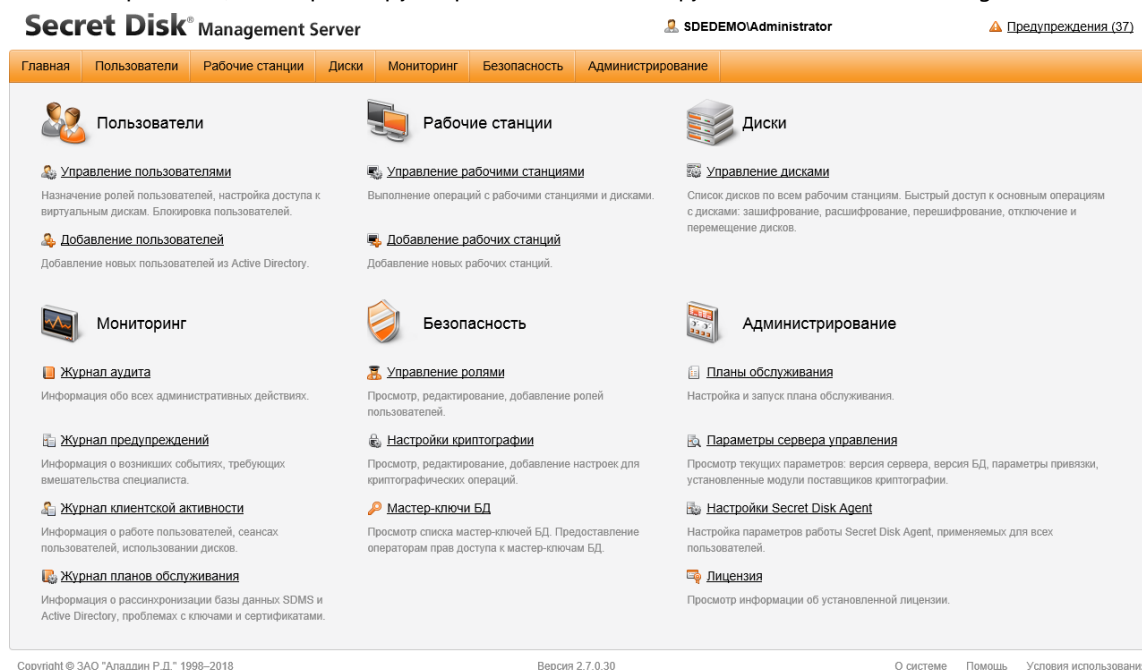 Secret Disk® Management Server
SDEDEMO\Administrator
Предупреждения (37)
Главная Пользователи Рабочие станции Диски Мониторинг Безопасность Администрирование
Пользователи
Управление пользователями
Назначение ролей пользователей, настройка доступа к
виртуальным дискам. Блокировка пользователей.
Добавление пользователей
Добавление новых пользователей из Active Directory.
Рабочие станции
Управление рабочими станциями
Выполнение операций с рабочими станциями и дисками.
Добавление рабочих станций
Добавление новых рабочих станций.
Диски
Управление дисками
Список дисков по всем рабочим станциям. Быстрый доступ к основным операциям
с дисками: зашифрование, расшифрование, перешифрование, отключение и
перемещение дисков.
Мониторинг
Журнал аудита
Информация обо всех административных действиях.
Журнал предупреждений
Информация о возникших событиях, требующих
вмешательства специалиста.
Журнал клиентской активности
Информация о работе пользователей, сеансах
пользователей, использовании дисков.
Журнал планов обслуживания
Информация о рассинхронизации базы данных SDMS и
Active Directory, проблемах с ключами и сертификатами.
Безопасность
Управление ролями
Просмотр, редактирование, добавление ролей
пользователей.
Настройки криптографии
Просмотр, редактирование, добавление настроек для
криптографических операций.
Мастер-ключи БД
Просмотр списка мастер-ключей БД. Предоставление
операторам прав доступа к мастер-ключам БД.
Администрирование
Планы обслуживания
Настройка и запуск плана обслуживания.
Параметры сервера управления
Просмотр текущих параметров: версия сервера, версия БД, параметры привязки,
установленные модули поставщиков криптографии.
Настройки Secret Disk Agent
Настройка параметров работы Secret Disk Agent, применяемых для всех
пользователей.
Лицензия
Просмотр информации об установленной лицензии.
Copyright © ЗАО "Аладдин Р.Д." 1998–2018
Версия 2.7.0.30
О системе Помощь Условия использования